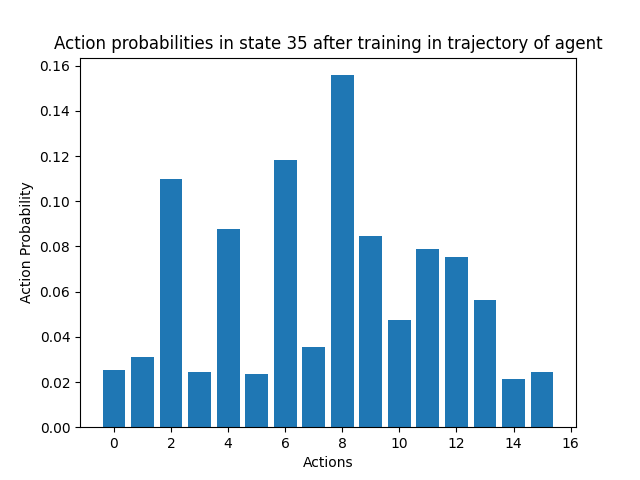 Action probabilities in state 35 after training in trajectory of agent
0.16
0.14
0.12
0.10
0.08
0.06
0.04
0.02
0.00
Action Probability
0 2 4 6 8 10 12 14 16
Actions